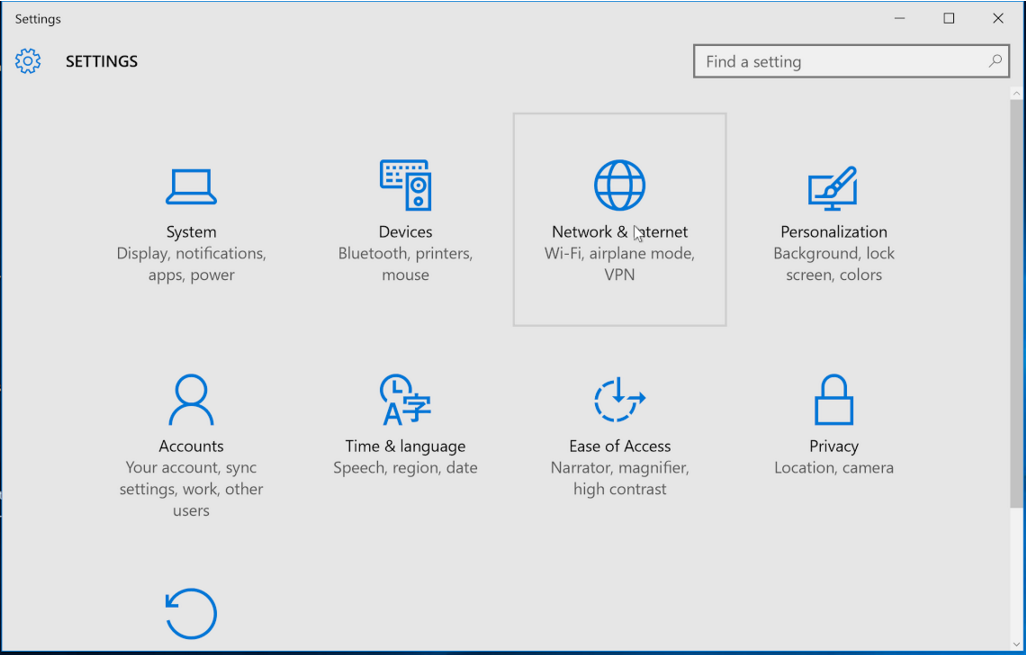 Settings
SETTINGS
Find a setting
System
Display, notifications,
apps, power
Devices
Bluetooth, printers,
mouse
Network & Internet
Wi-Fi, airplane mode,
VPN
Personalization
Background, lock
screen, colors
Accounts
Your account, sync
settings, work, other
users
Time & language
Speech, region, date
Ease of Access
Narrator, magnifier,
high contrast
Privacy
Location, camera